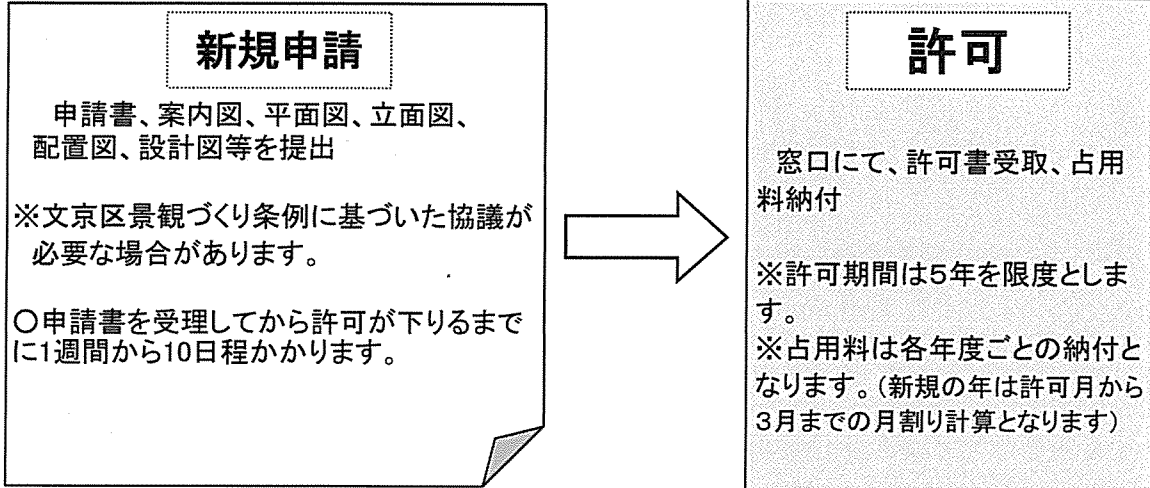 新規申請
申請書、案内図、平面図、立面図、
配置図、設計図等を提出
※文京区景観づくり条例に基づいた協議が
必要な場合があります。
〇申請書を受理してから許可が下りるまで
に1週間から10日程かかります。
許可
窓口にて、許可書受取、占用
料納付
※許可期間は5年を限度としま
す。
※占用料は各年度ごとの納付と
なります。(新規の年は許可月から
3月までの月割り計算となります)